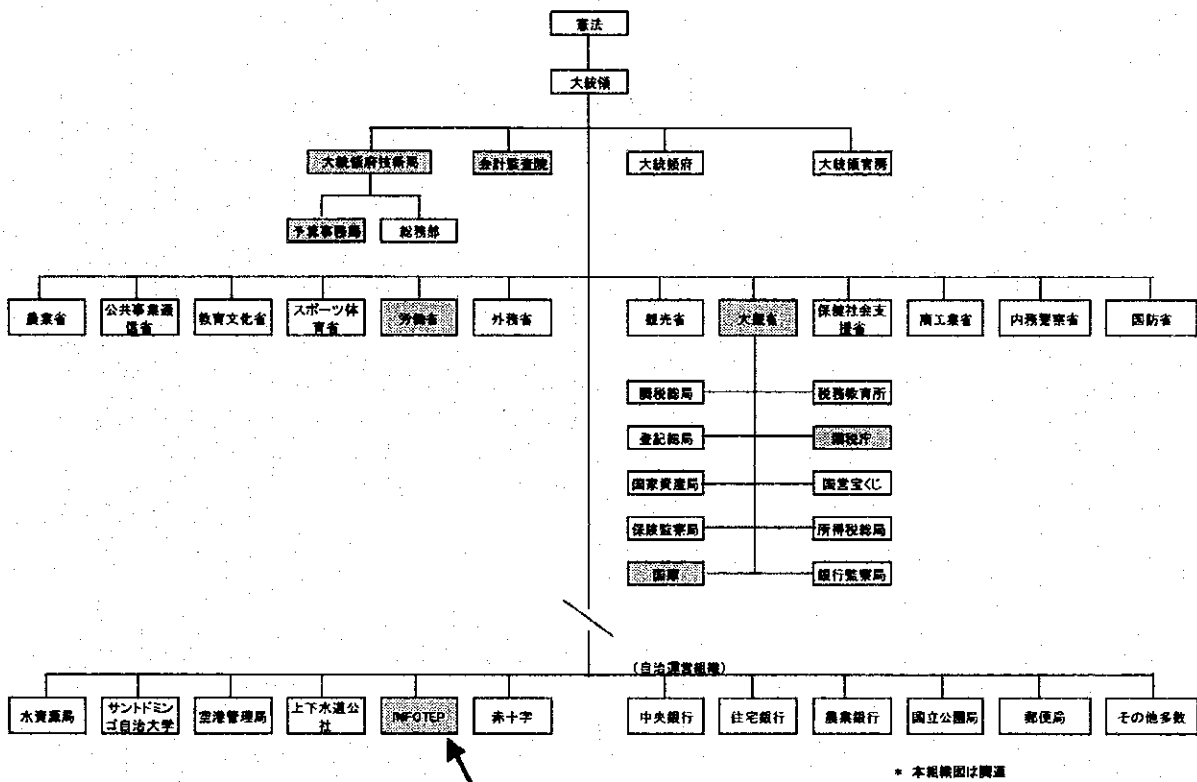 憲法
大統領
大統領府技術局
会計監査院
大統領府
大統領官房
予算事務局
総務部
農業省
公共事業通
信省
教育文化省
スポーツ体
育省
労働省
外務省
観光省
大蔵省
保健社会支
援省
商工業省
内務警察省
国防省
関税総局
税務教育所
登記総局
国税庁
国家資産局
国営宝くじ
保険監察局
所得税総局
国庫
銀行監察局
(自治運営組織)
水資源局
サントドミン
ゴ自治大学
空港管理局
上下水道公
社
INFOTEP
赤十字
中央銀行
住宅銀行
農業銀行
国立公園局
郵便局
その他多数
* 本組織図は関連